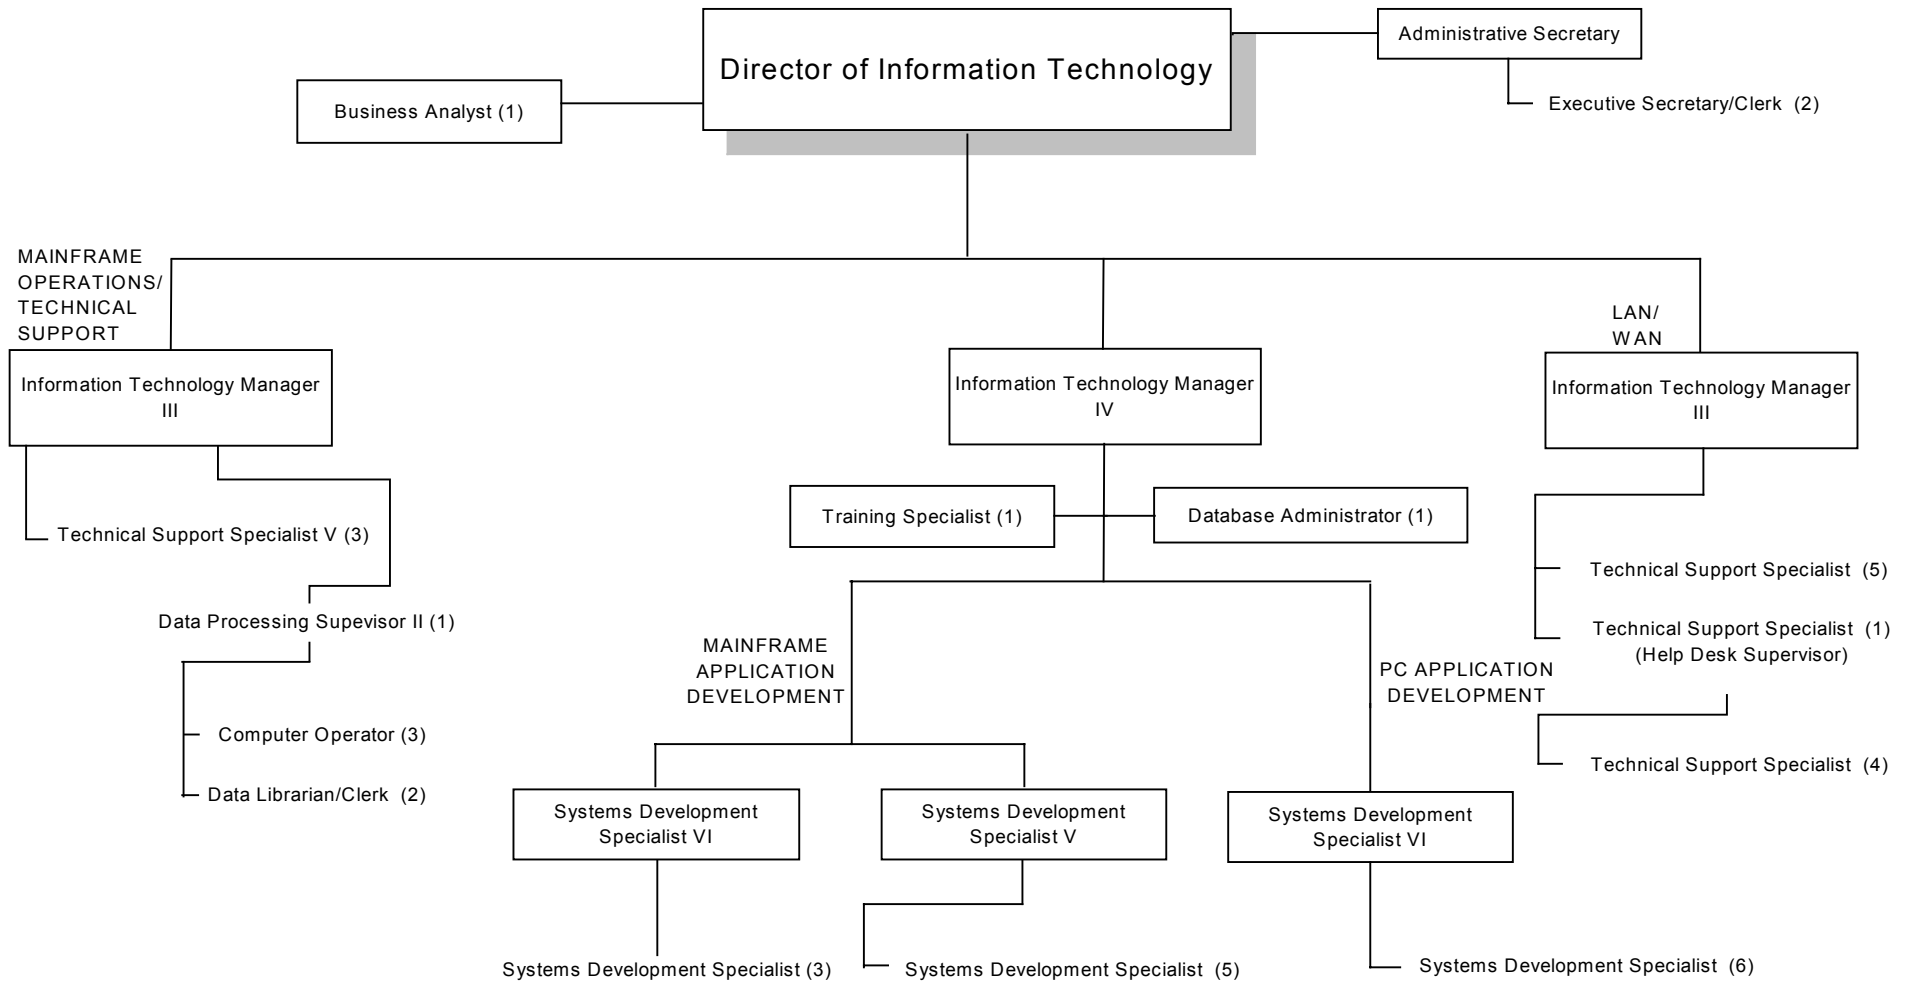 Director of Information Technology
Administrative Secretary
Executive Secretary/Clerk (2)
Business Analyst (1)
MAINFRAME
OPERATIONS/
TECHNICAL
SUPPORT
Information Technology Manager
III
Technical Support Specialist V (3)
Data Processing Supevisor II (1)
Computer Operator (3)
Data Librarian/Clerk (2)
Information Technology Manager
IV
Training Specialist (1)
Database Administrator (1)
MAINFRAME
APPLICATION
DEVELOPMENT
Systems Development
Specialist VI
Systems Development Specialist (3)
Systems Development
Specialist V
Systems Development Specialist (5)
PC APPLICATION
DEVELOPMENT
Systems Development
Specialist VI
Systems Development Specialist (6)
LAN/
WAN
Information Technology Manager
III
Technical Support Specialist (5)
Technical Support Specialist (1)
(Help Desk Supervisor)
Technical Support Specialist (4)